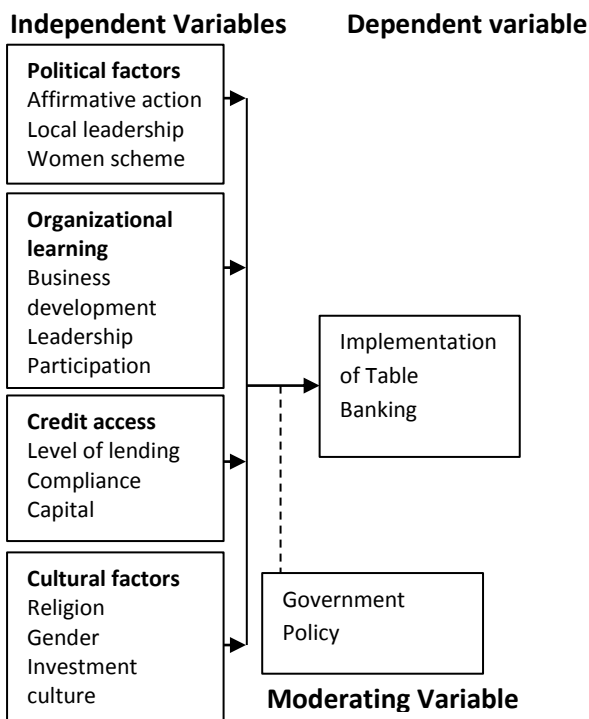 Independent Variables
Dependent variable
Political factors
Affirmative action
Local leadership
Women scheme
Organizational
learning
Business
development
Leadership
Participation
Credit access
Level of lending
Compliance
Capital
Cultural factors
Religion
Gender
Investment
culture
Implementation
of Table
Banking
Government
Policy
Moderating Variable